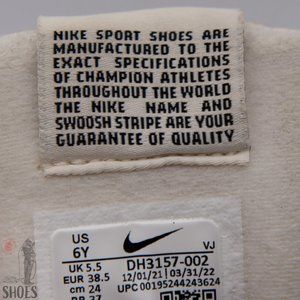 NIKE SPORT SHOES ARE
MANUFACTURED TO THE
EXACT SPECIFICATIONS
OF CHAMPION ATHLETES
THROUGHOUT THE WORLD
THE NIKE NAME AND
SWOOSH STRIPE ARE YOUR
GUARANTEE OF QUALITY
US
6Y
VJ
UK 5.5
DH3157-002
EUR 38.5
12/01/21 03/31/22
cm 24
UPC 00195244243624
BR 37
SHOES